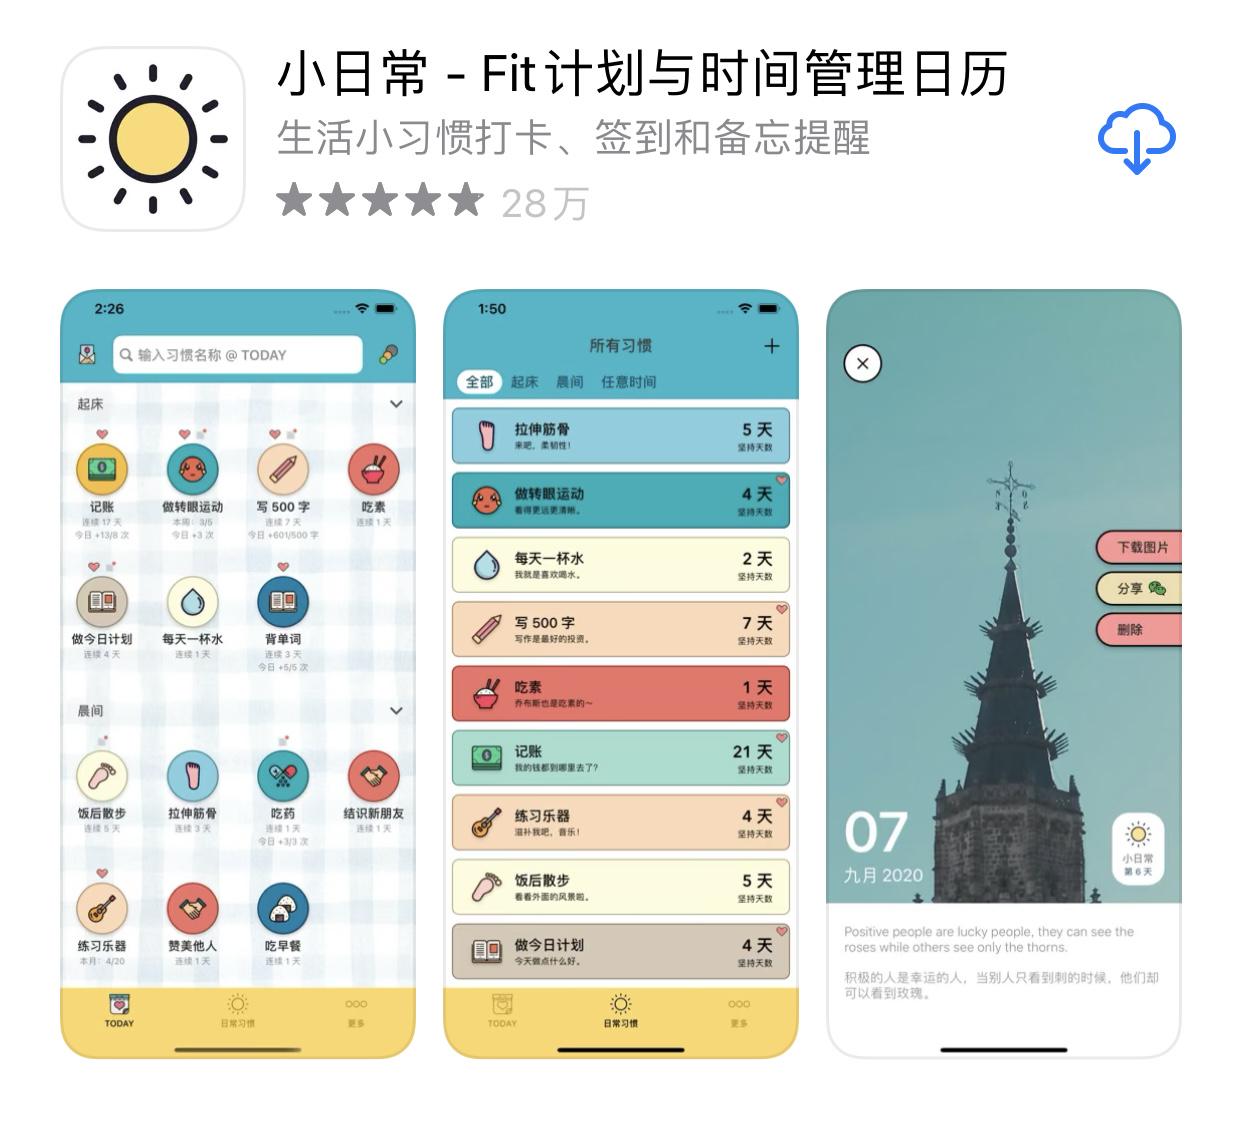 小日常 - Fit计划与时间管理日历
生活小习惯打卡、签到和备忘提醒
28万
2:26
输入习惯名称 @ TODAY
起床
记账
连续 17 天
今日 +13/8 次
做转眼运动
本周：3/5
今日 +3 次
写 500 字
连续 7 天
今日 +601/500 字
吃素
连续 1 天
做今日计划
连续 4 天
每天一杯水
连续 1 天
背单词
连续 3 天
今日 +5/5 次
晨间
饭后散步
连续 5 天
拉伸筋骨
连续 3 天
吃药
连续 1 天
今日 +3/3 次
结识新朋友
连续 1 天
练习乐器
本月：4/20
赞美他人
连续 1 天
吃早餐
连续 1 天
TODAY
日常习惯
更多
1:50
所有习惯
全部 起床 晨间 任意时间
拉伸筋骨
来吧，柔韧性！
5 天
坚持天数
做转眼运动
看得更远更清晰。
4 天
坚持天数
每天一杯水
我就是喜欢喝水。
2 天
坚持天数
写 500 字
写作是最好的投资。
7 天
坚持天数
吃素
乔布斯也是吃素的～
1 天
坚持天数
记账
我的钱都到哪里去了?
21 天
坚持天数
练习乐器
滋补我吧，音乐！
4 天
坚持天数
饭后散步
看看外面的风景啦。
5 天
坚持天数
做今日计划
今天做点什么好。
4 天
坚持天数
TODAY
日常习惯
更多
下载图片
分享
删除
07
九月 2020
小日常
第 6 天
Positive people are lucky people, they can see the
roses while others see only the thorns.
积极的人是幸运的人，当别人只看到刺的时候，他们却
可以看到玫瑰。